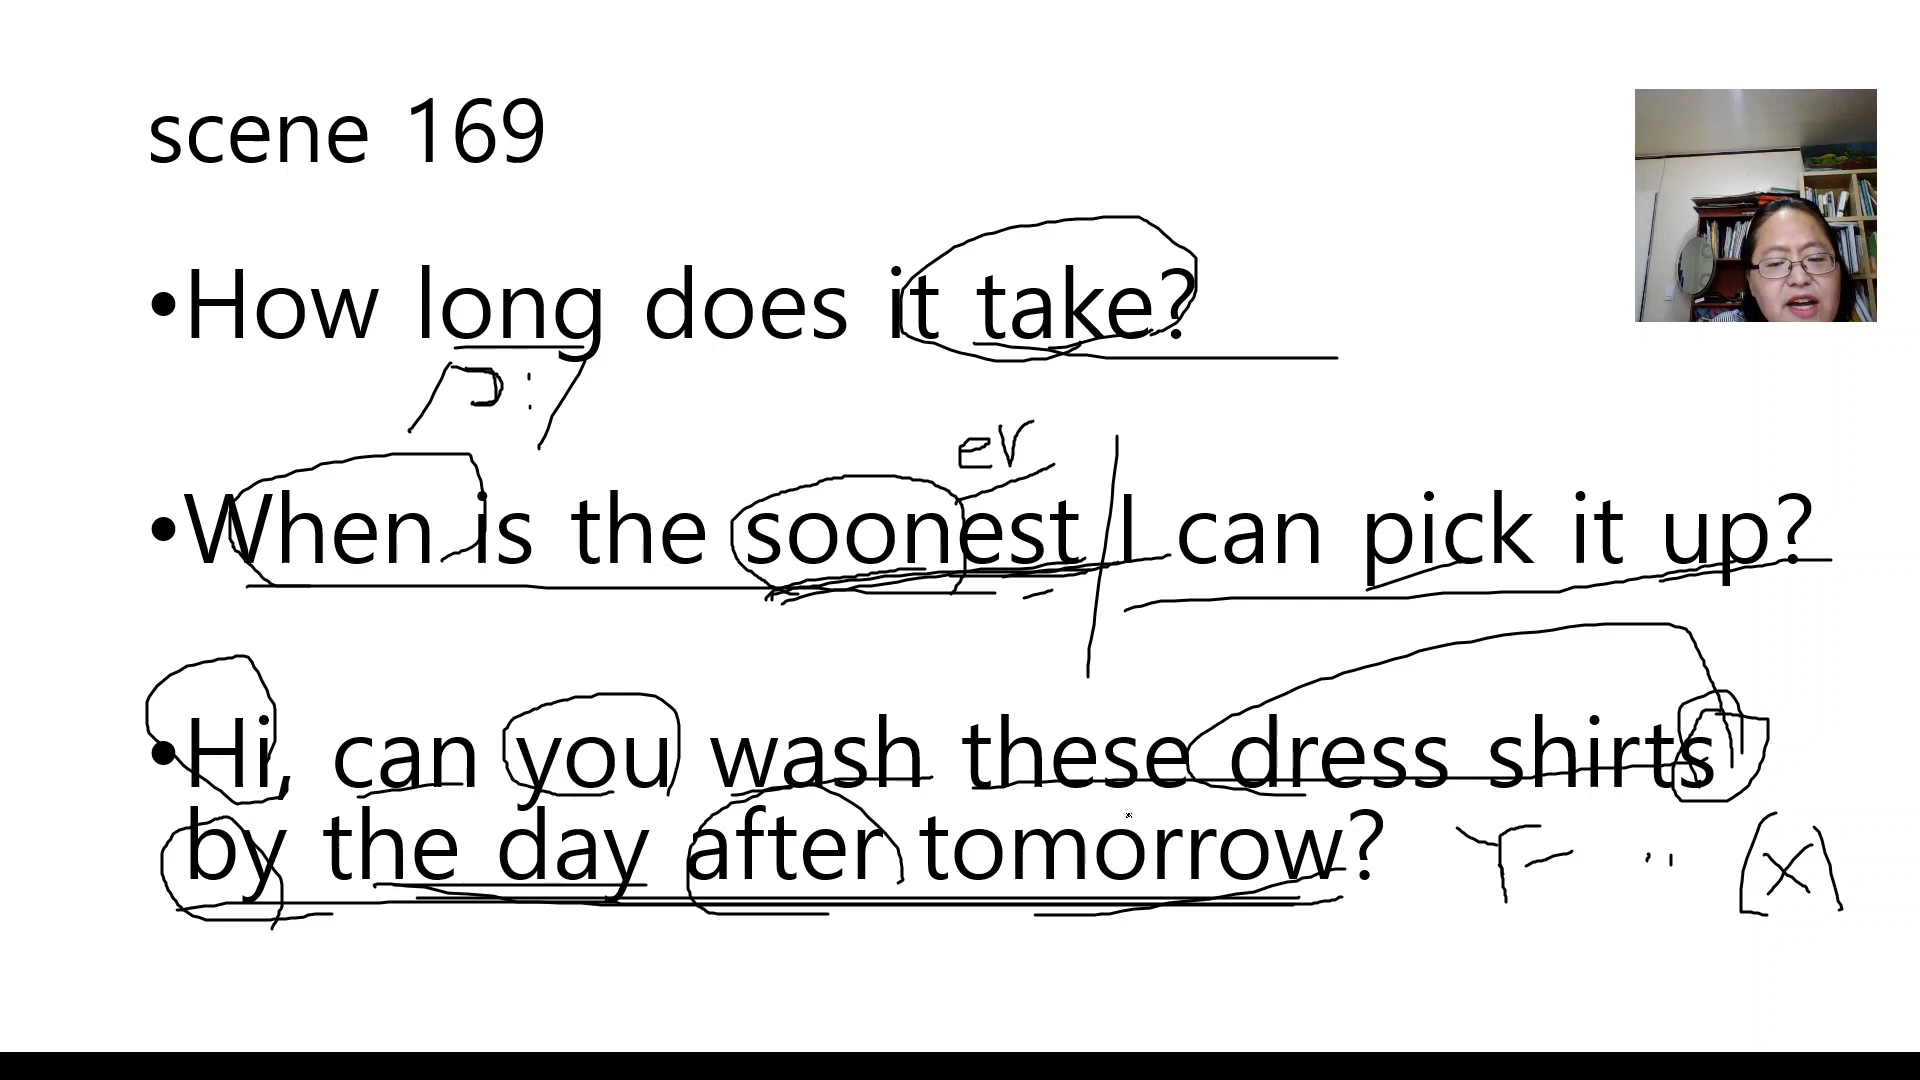 scene 169
•How long does it take?
ev
•When is the soonest I can pick it up?
•Hi, can you wash these dress shirts
by the day after tomorrow?